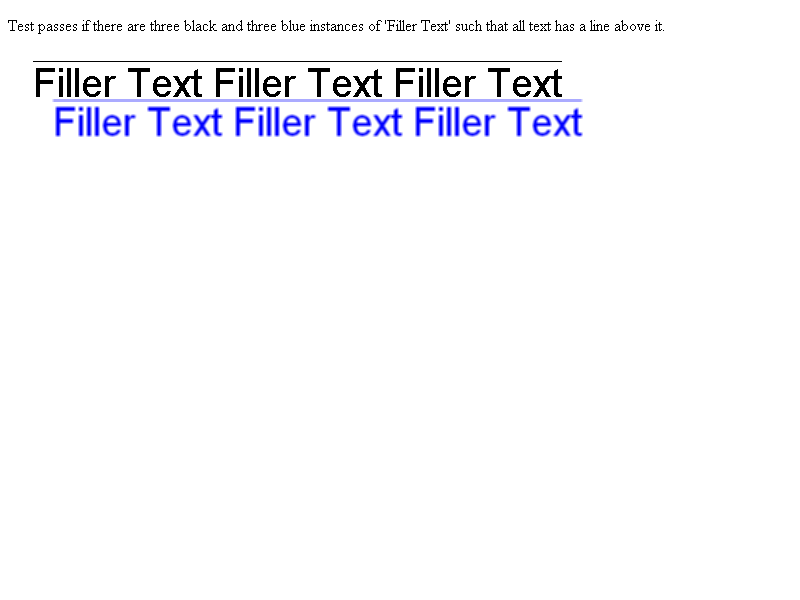 Test passes if there are three black and three blue instances of 'Filler Text' such that all text has a line above it.
Filler Text Filler Text Filler Text
Filler Text Filler Text Filler Text